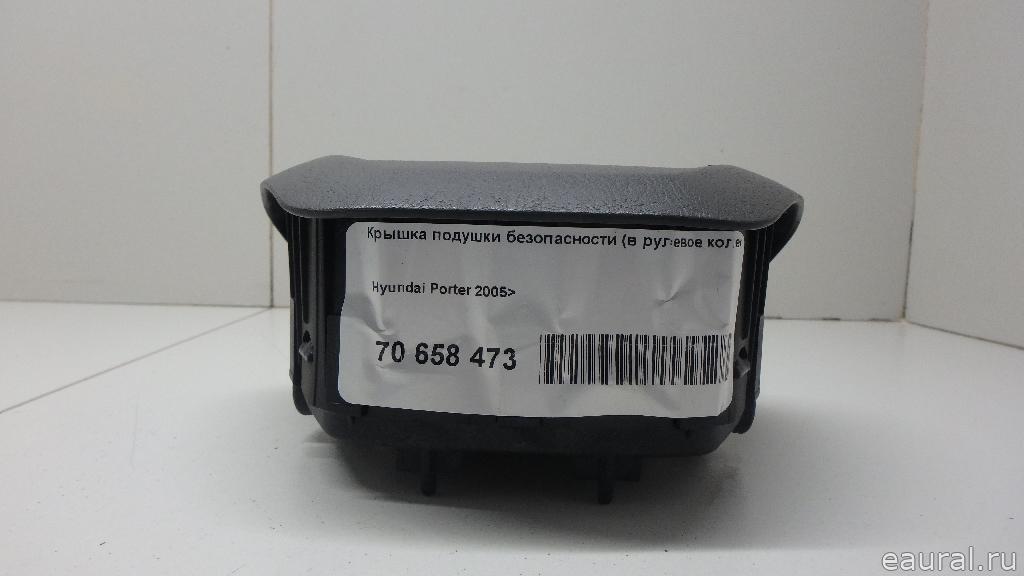 Крышка подушки безопасности (в рулевое кол
Hyundai Porter 2005>
70 658 473
eaural.ru